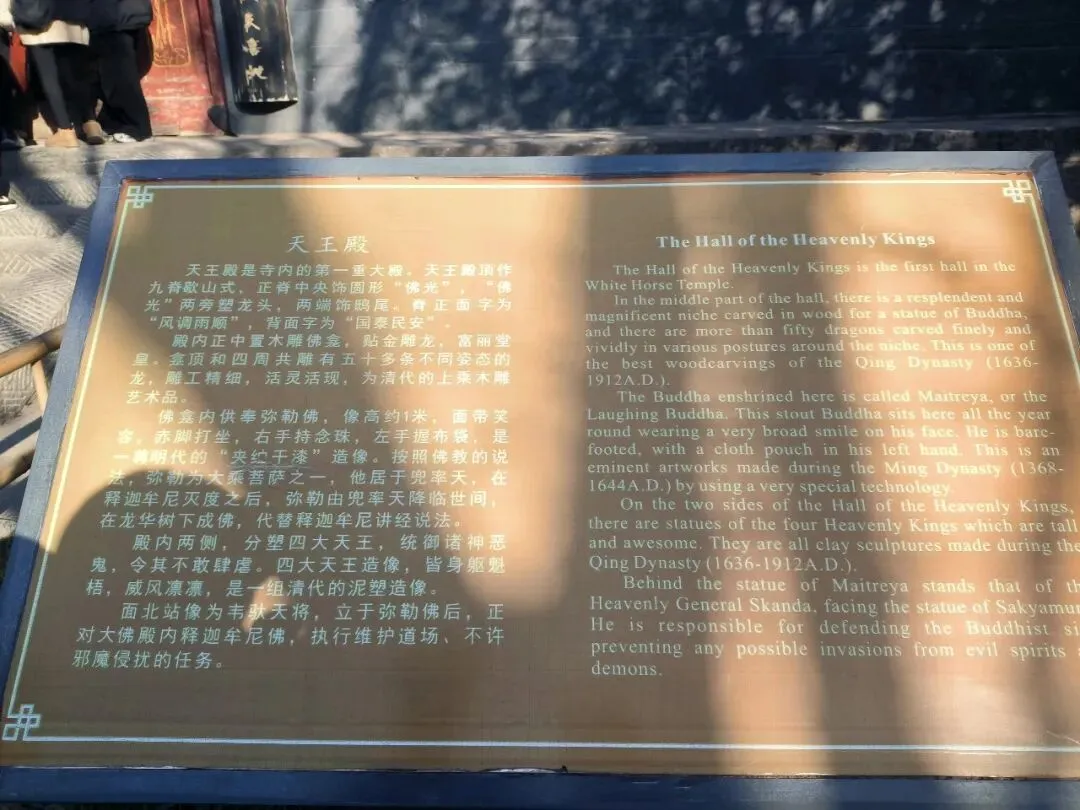 天王殿
天王殿是寺内的第一重大殿。天王殿顶作
九脊歇山式，正脊中央饰圆形“佛光”，“佛
光”两旁塑龙头，两端饰鸱尾。脊正面字为
“风调雨顺”，背面字为“国泰民安”。
殿内正中置木雕佛龛，贴金雕龙，富丽堂
皇。龛顶和四周共雕有五十多条不同姿态的
龙，雕工精细，活灵活现，为清代的上乘木雕
艺术品。
佛龛内供奉弥勒佛，像高约1米，面带笑
容，赤脚打坐，右手持念珠，左手握布袋，是
一尊明代的“夹纻干漆”造像。按照佛教的说
法，弥勒为大乘菩萨之一，他居于兜率天，在
释迦牟尼灭度之后，弥勒由兜率天降临世间，
在龙华树下成佛，代替释迦牟尼讲经说法。
殿内两侧，分塑四大天王，统御诸神恶
鬼，令其不敢肆虐。四大天王造像，皆身躯魁
梧，威风凛凛，是一组清代的泥塑造像。
面北站像为韦驮天将，立于弥勒佛后，正
对大佛殿内释迦牟尼佛，执行维护道场、不许
邪魔侵扰的任务。
The Hall of the Heavenly Kings
The Hall of the Heavenly Kings is the first hall in the
White Horse Temple.
In the middle part of the hall, there is a resplendent and
magnificent niche carved in wood for a statue of Buddha,
and there are more than fifty dragons carved finely and
vividly in various postures around the niche. This is one of
the best woodcarvings of the Qing Dynasty (1636-
1912A.D.).
The Buddha enshrined here is called Maitreya, or the
Laughing Buddha. This stout Buddha sits here all the year
round wearing a very broad smile on his face. He is bare-
footed, with a cloth pouch in his left hand. This is an
eminent artworks made during the Ming Dynasty (1368-
1644A.D.) by using a very special technology.
On the two sides of the Hall of the Heavenly Kings,
there are statues of the four Heavenly Kings which are tall
and awesome. They are all clay sculptures made during the
Qing Dynasty (1636-1912A.D.).
Behind the statue of Maitreya stands that of the
Heavenly General Skanda, facing the statue of Sakyamun
He is responsible for defending the Buddhist si
preventing any possible invasions from evil spirits a
demons.